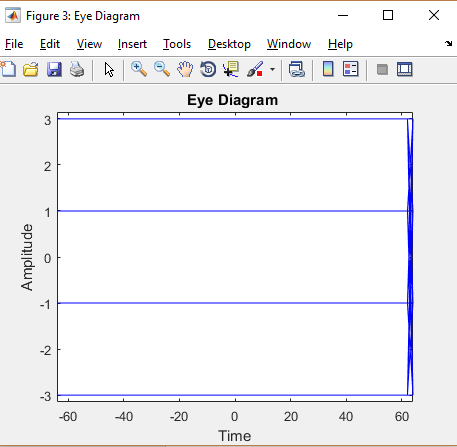 Figure 3: Eye Diagram
File Edit View Insert Tools Desktop Window Help
Eye Diagram
3
2
1
0
-1
-2
-3
Amplitude
-60 -40 -20 0 20 40 60
Time